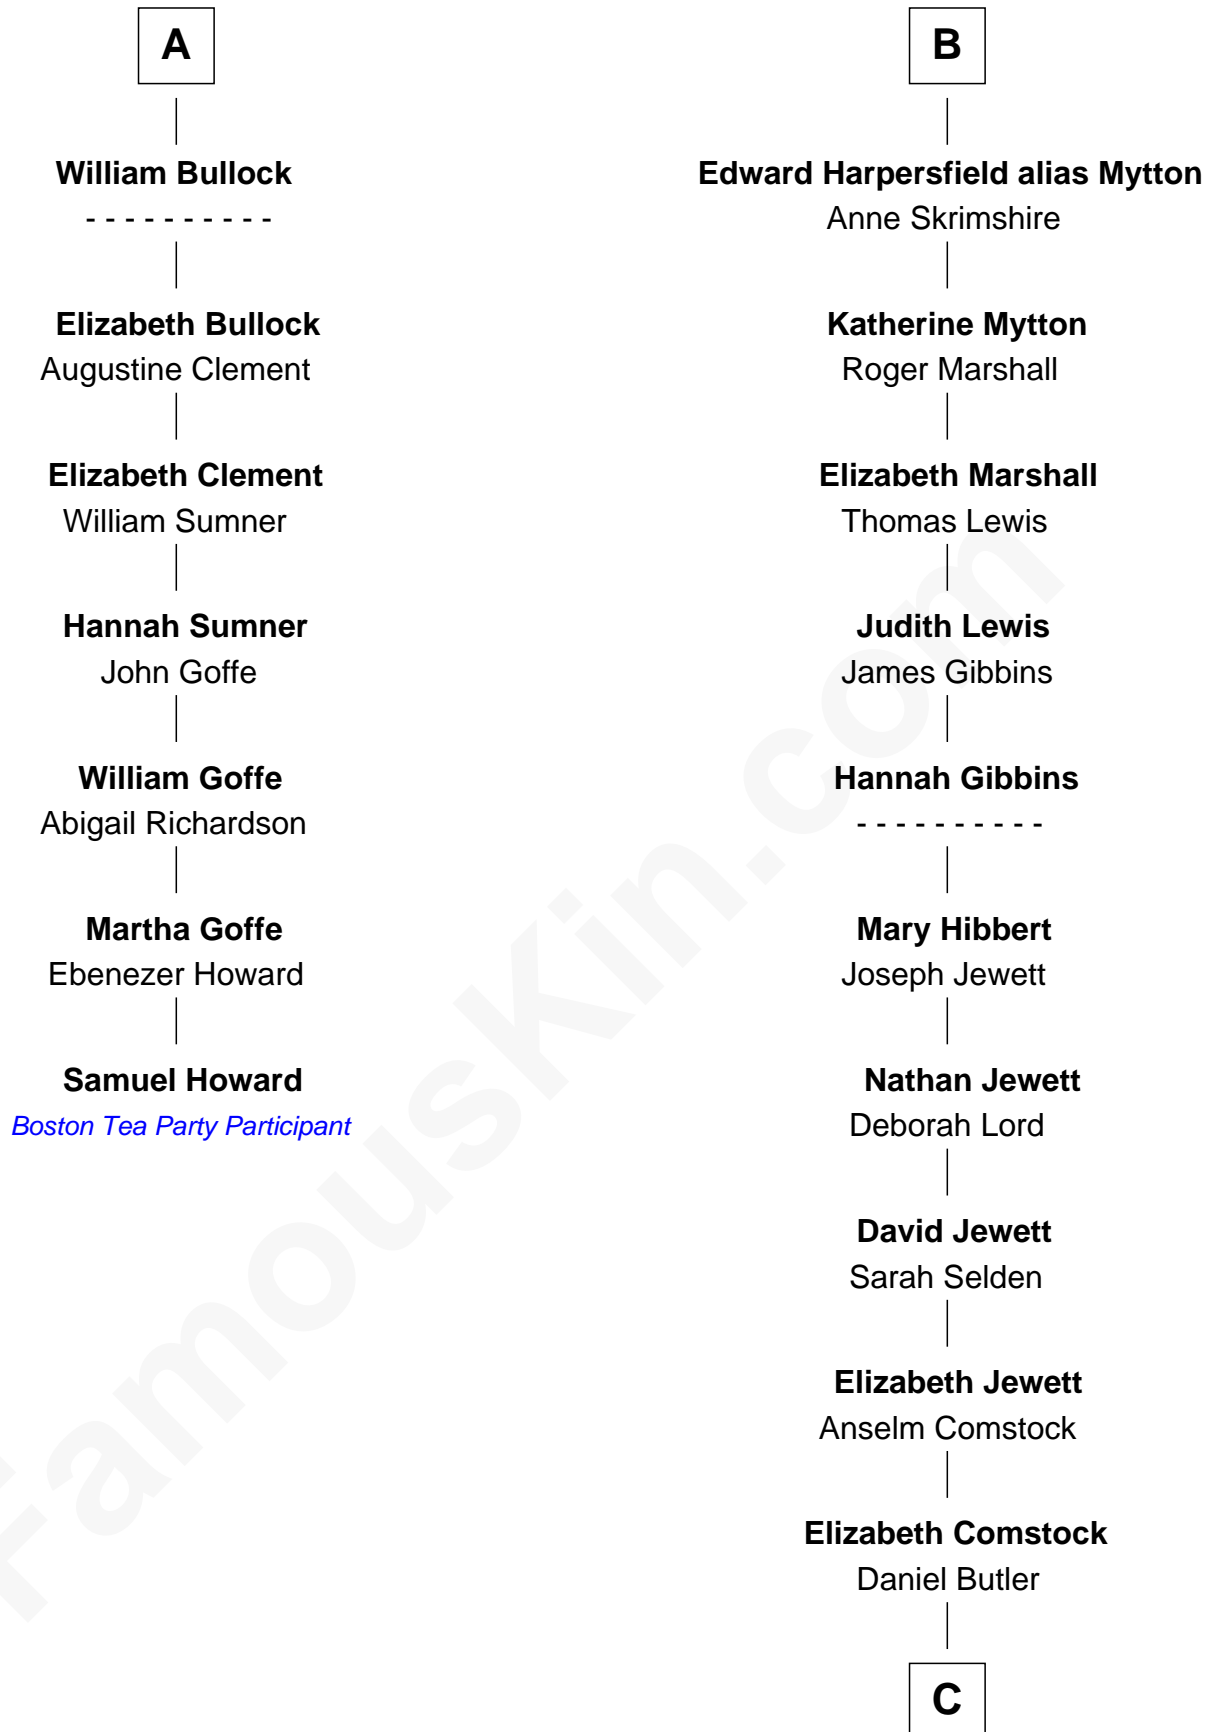 A
William Bullock
- - - - - - - - - -
Elizabeth Bullock
Augustine Clement
Elizabeth Clement
William Sumner
Hannah Sumner
John Goffe
William Goffe
Abigail Richardson
Martha Goffe
Ebenezer Howard
Samuel Howard
Boston Tea Party Participant
B
Edward Harpersfield alias Mytton
Anne Skrimshire
Katherine Mytton
Roger Marshall
Elizabeth Marshall
Thomas Lewis
Judith Lewis
James Gibbins
Hannah Gibbins
- - - - - - - - - -
Mary Hibbert
Joseph Jewett
Nathan Jewett
Deborah Lord
David Jewett
Sarah Selden
Elizabeth Jewett
Anselm Comstock
Elizabeth Comstock
Daniel Butler
C
FamousKin.com